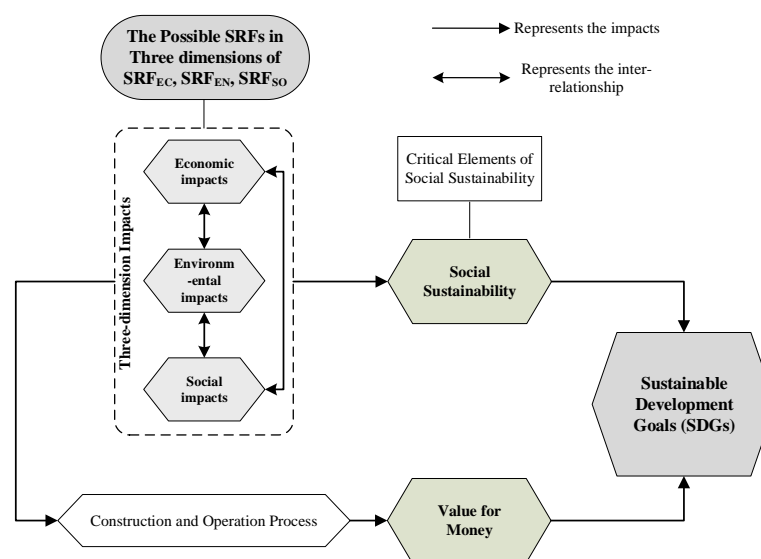 The Possible SRFs in
Three dimensions of
SRFEC, SRFEN, SRFSO
Represents the impacts
Represents the inter-
relationship
Three-dimension Impacts
Economic
impacts
Environm
-ental
impacts
Social
impacts
Critical Elements of
Social Sustainability
Social
Sustainability
Sustainable
Development
Goals (SDGs)
Construction and Operation Process
Value for
Money